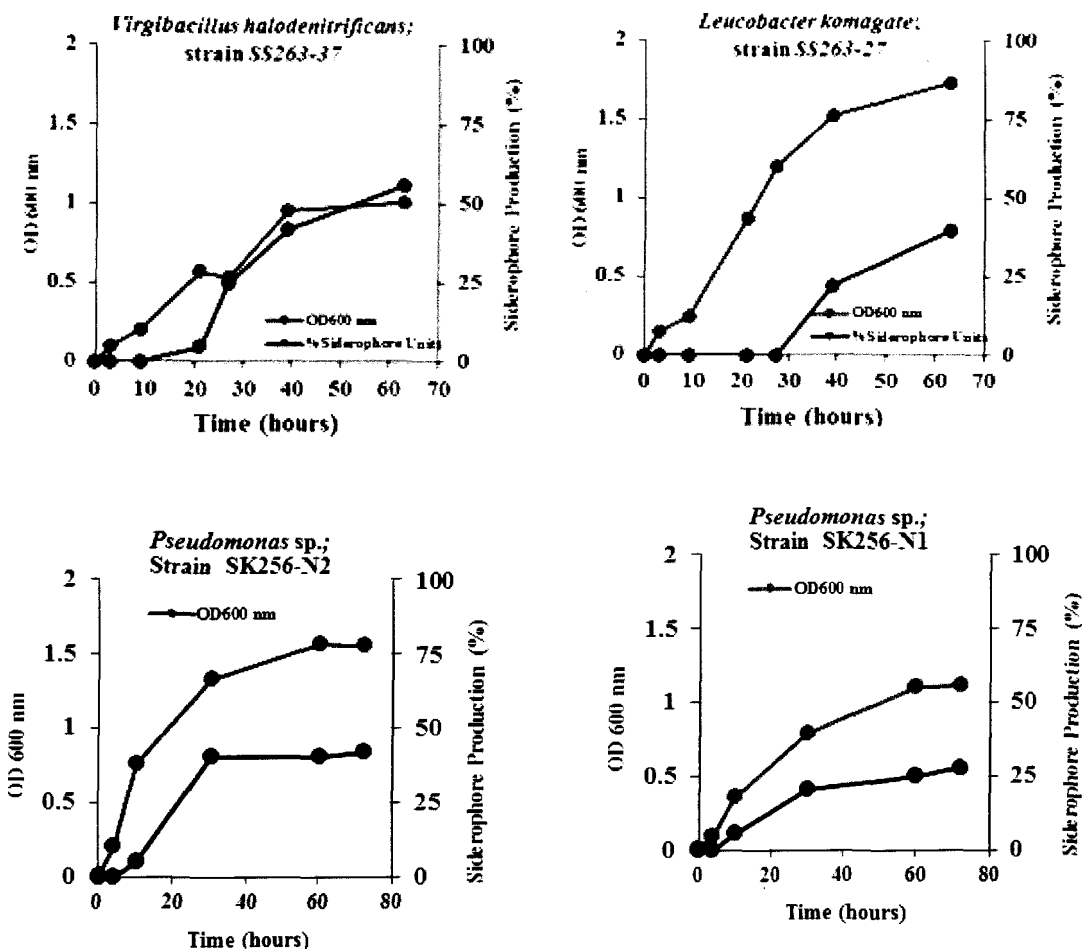 Virgibacillus halodenitrificans;
strain SS263-37
2
1.5
1
0.5
0
OD 600 nm
100
75
50
25
0
Siderophore Production (%)
OD600 nm
%Siderophore Units
0 10 20 30 40 50 60 70
Time (hours)
Leucobacter komagate;
strain SS263-27
2
1.5
1
0.5
0
OD 600 nm
100
75
50
25
0
Siderophore Production (%)
OD600 nm
%Siderophore Units
0 10 20 30 40 50 60 70
Time (hours)
Pseudomonas sp.;
Strain SK256-N2
OD600 nm
2
1.5
1
0.5
0
OD 600 nm
100
75
50
25
0
Siderophore Production (%)
0 20 40 60 80
Time (hours)
Pseudomonas sp.;
Strain SK256-N1
OD600 nm
2
1.5
1
0.5
0
OD 600 nm
100
75
50
25
0
Siderophore Production (%)
0 20 40 60 80
Time (hours)